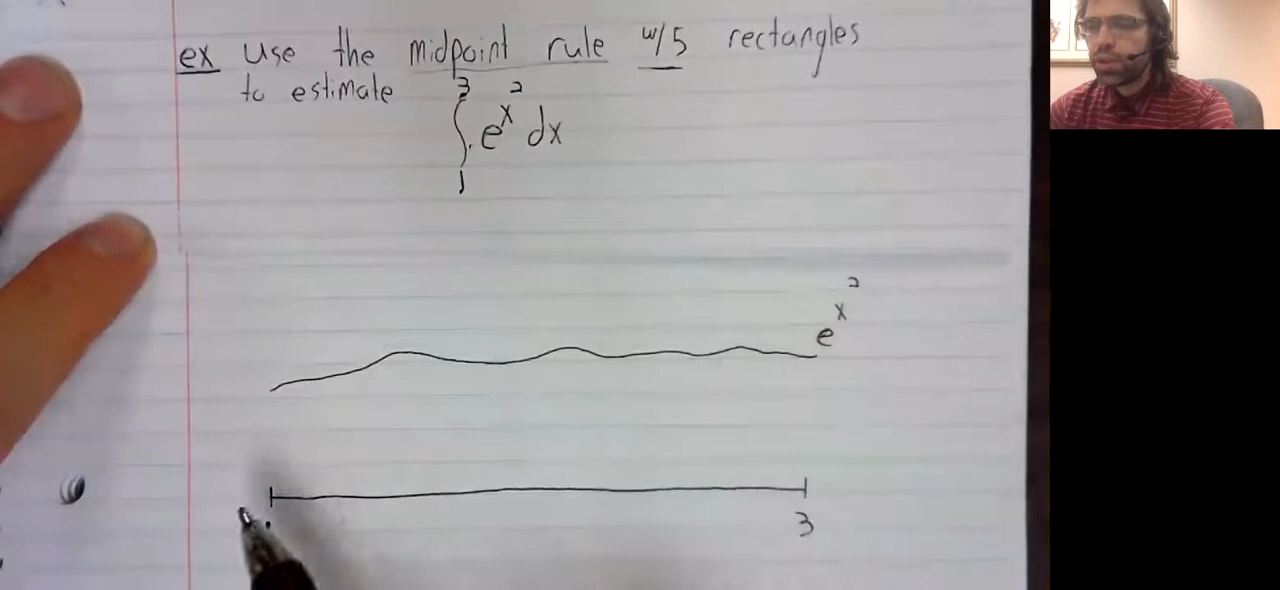 ex Use the midpoint rule w/5 rectangles
to estimate ∫₁³ e^x² dx
e^x²
3